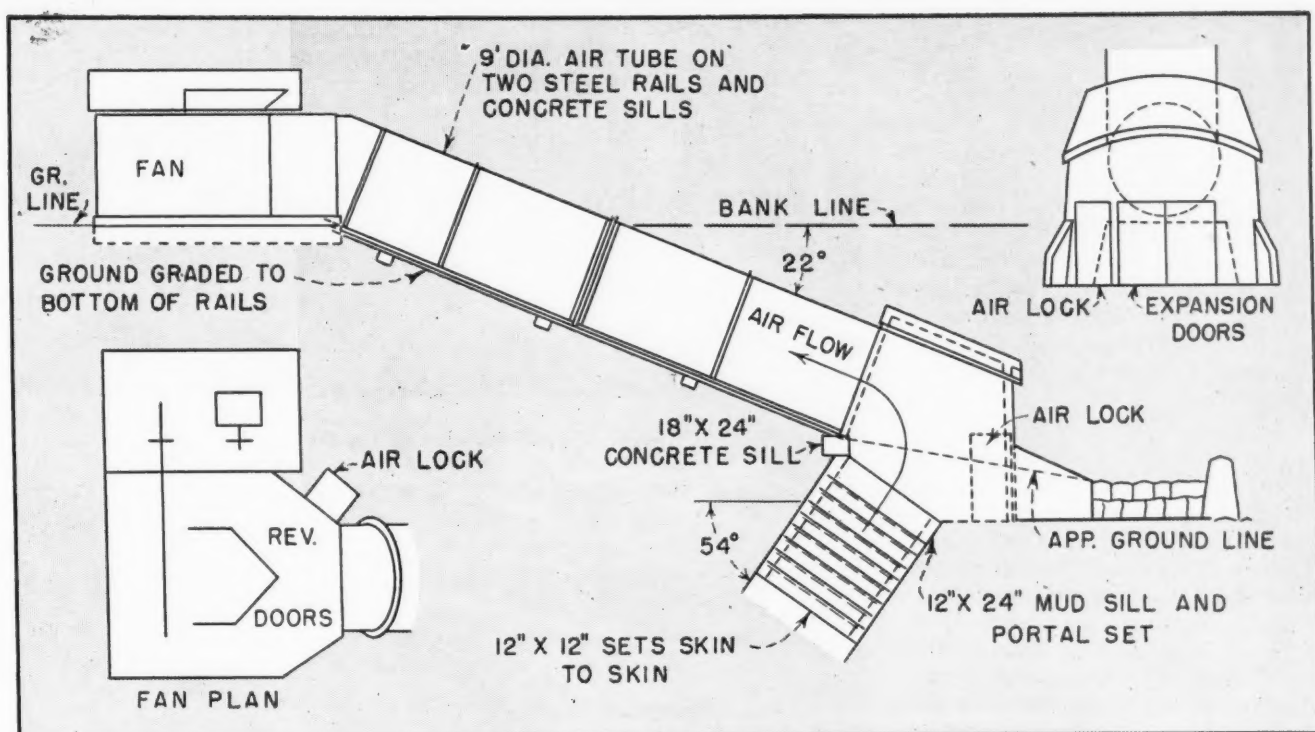 9' DIA. AIR TUBE ON
TWO STEEL RAILS AND
CONCRETE SILLS
FAN
GR.
LINE
BANK LINE
22°
GROUND GRADED TO
BOTTOM OF RAILS
AIR FLOW
AIR LOCK
EXPANSION
DOORS
AIR LOCK
18"X 24"
CONCRETE SILL
AIR LOCK
REV.
DOORS
54°
APP. GROUND LINE
12"X 24" MUD SILL AND
PORTAL SET
12" X 12" SETS SKIN
TO SKIN
FAN PLAN